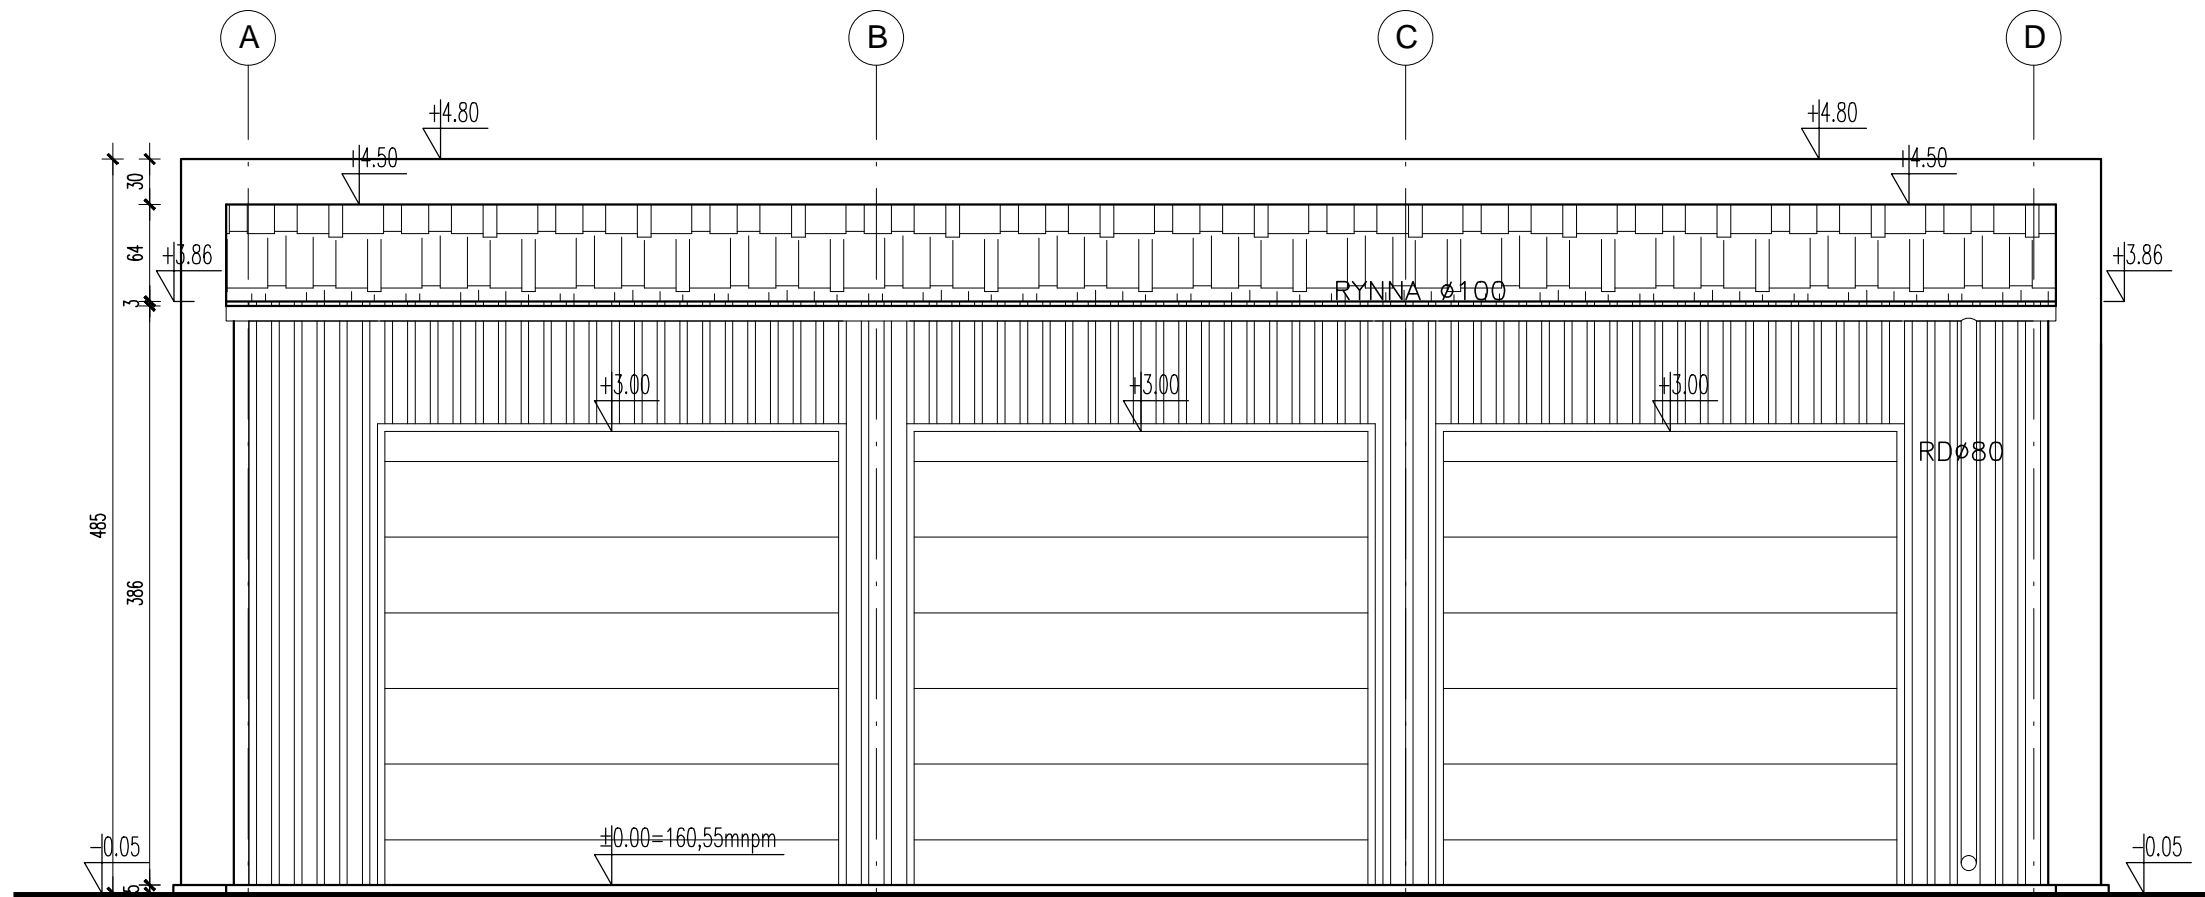 A B C D
+4.80 +4.80
+4.50 +4.50
30
64
+3.86 +3.86
3
RYNNA ø100
+3.00 +3.00 +3.00
RDø80
485
386
±0.00=160,55mnpm
-0.05 -0.05
5